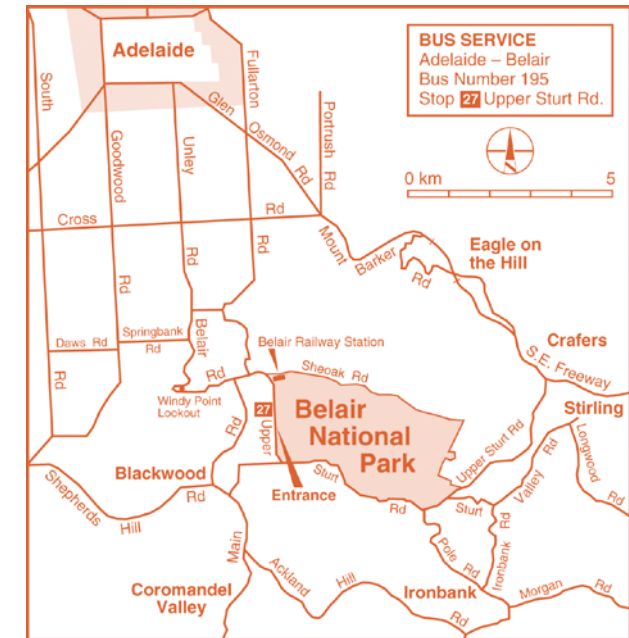 Adelaide
BUS SERVICE
Adelaide – Belair
Bus Number 195
Stop 27 Upper Sturt Rd.
0 km 5
South
Rd
Goodwood
Rd
Unley
Rd
Fullarton
Rd
Glen Osmond Rd
Portrush Rd
Cross Rd
Mount Barker Rd
Eagle on
the Hill
Crafers
S.E. Freeway
Stirling
Longwood Rd
Daws Rd
Springbank
Rd
Belair
Rd
Windy Point
Lookout
Belair Railway Station
Sheoak Rd
27
Upper
Sturt
Rd
Belair
National
Park
Entrance
Upper Sturt Rd
Sturt
Valley
Rd
Blackwood
Rd
Shepherds
Hill
Rd
Main
Coromandel
Valley
Ackland
Hill
Rd
Pole
Rd
Ironbank Rd
Ironbank
Morgan
Rd